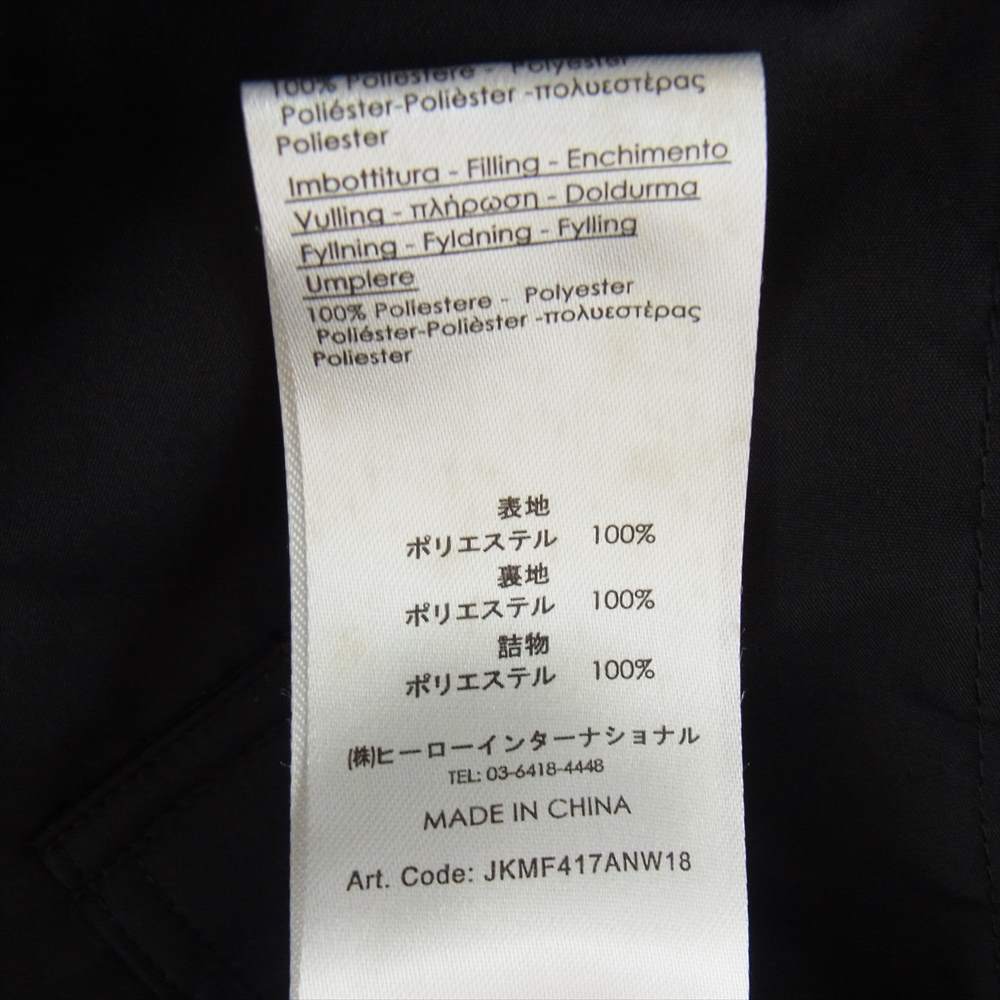 100% Poliestere - Polyester
Poliéster-Polièster -πολυεστέρας
Poliester
Imbottitura - Filling - Enchimento
Vulling - πλήρωση - Doldurma
Fyllning - Fyldning - Fylling
Umplere
100% Poliestere - Polyester
Poliéster-Polièster -πολυεστέρας
Poliester
表地
ポリエステル 100%
裏地
ポリエステル 100%
詰物
ポリエステル 100%
(株)ヒーローインターナショナル
TEL: 03-6418-4448
MADE IN CHINA
Art. Code: JKMF417ANW18